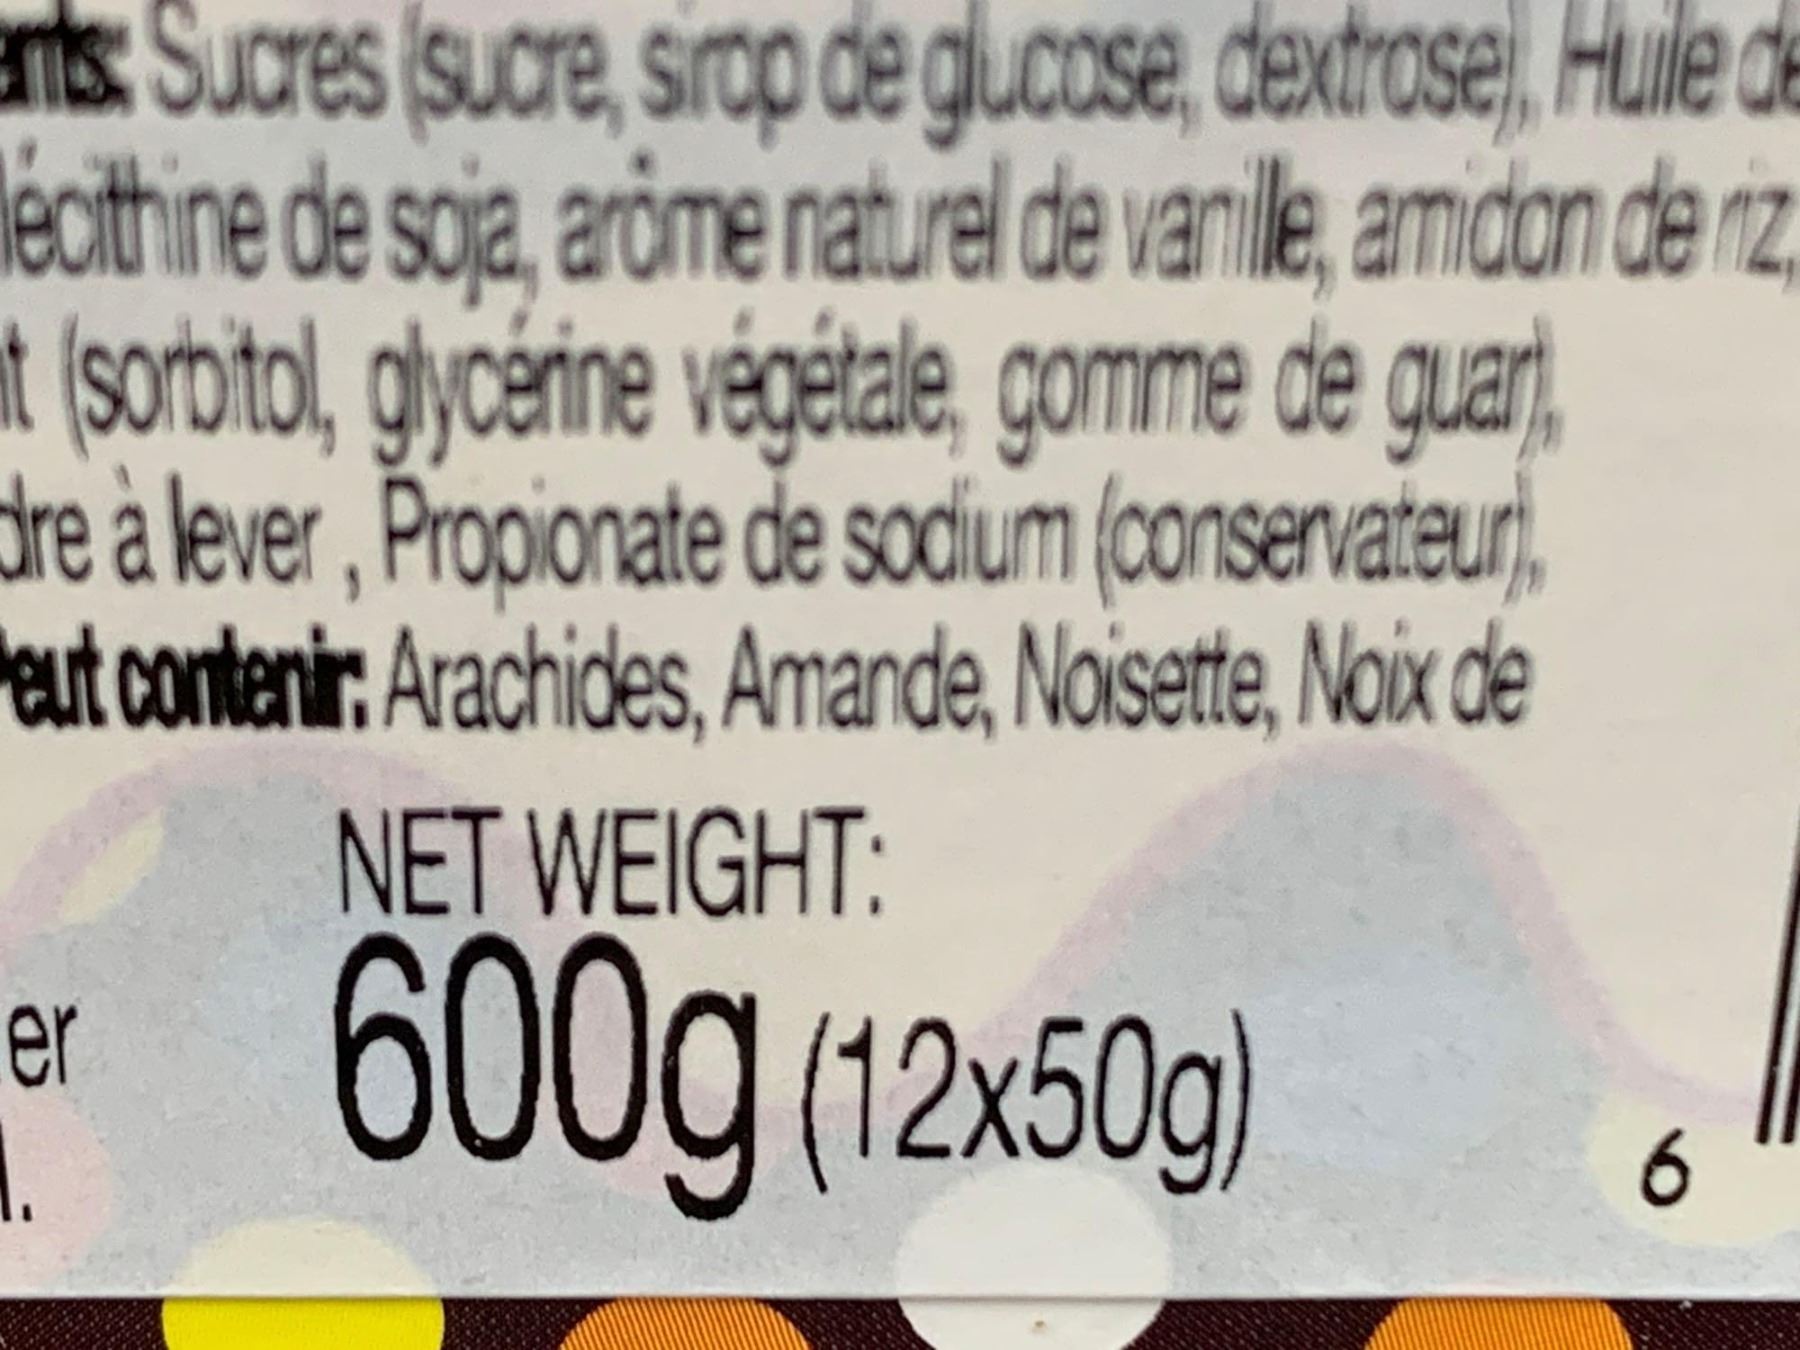 ents: Sucres (sucre, sirop de glucose, dextrose), Huile de
lécithine de soja, arôme naturel de vanille, amidon de riz,
nt (sorbitol, glycérine végétale, gomme de guar),
dre à lever , Propionate de sodium (conservateur),
Peut contenir: Arachides, Amande, Noisette, Noix de
NET WEIGHT:
600g (12x50g)
er
l.
6